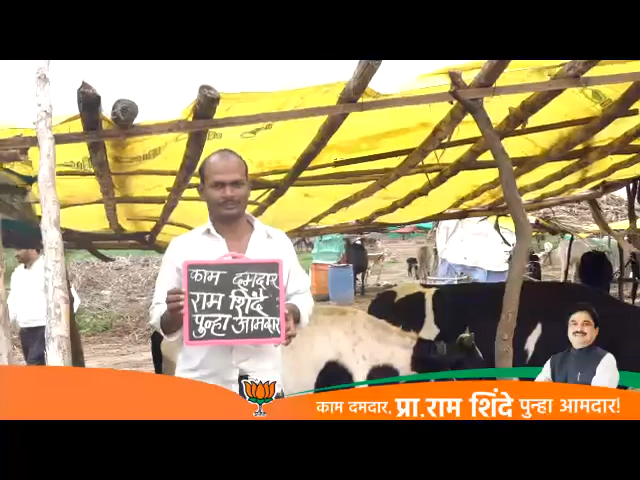 काम दमदार
राम शिंदे
पुन्हा आमदार
काम दमदार, प्रा.राम शिंदे पुन्हा आमदार!